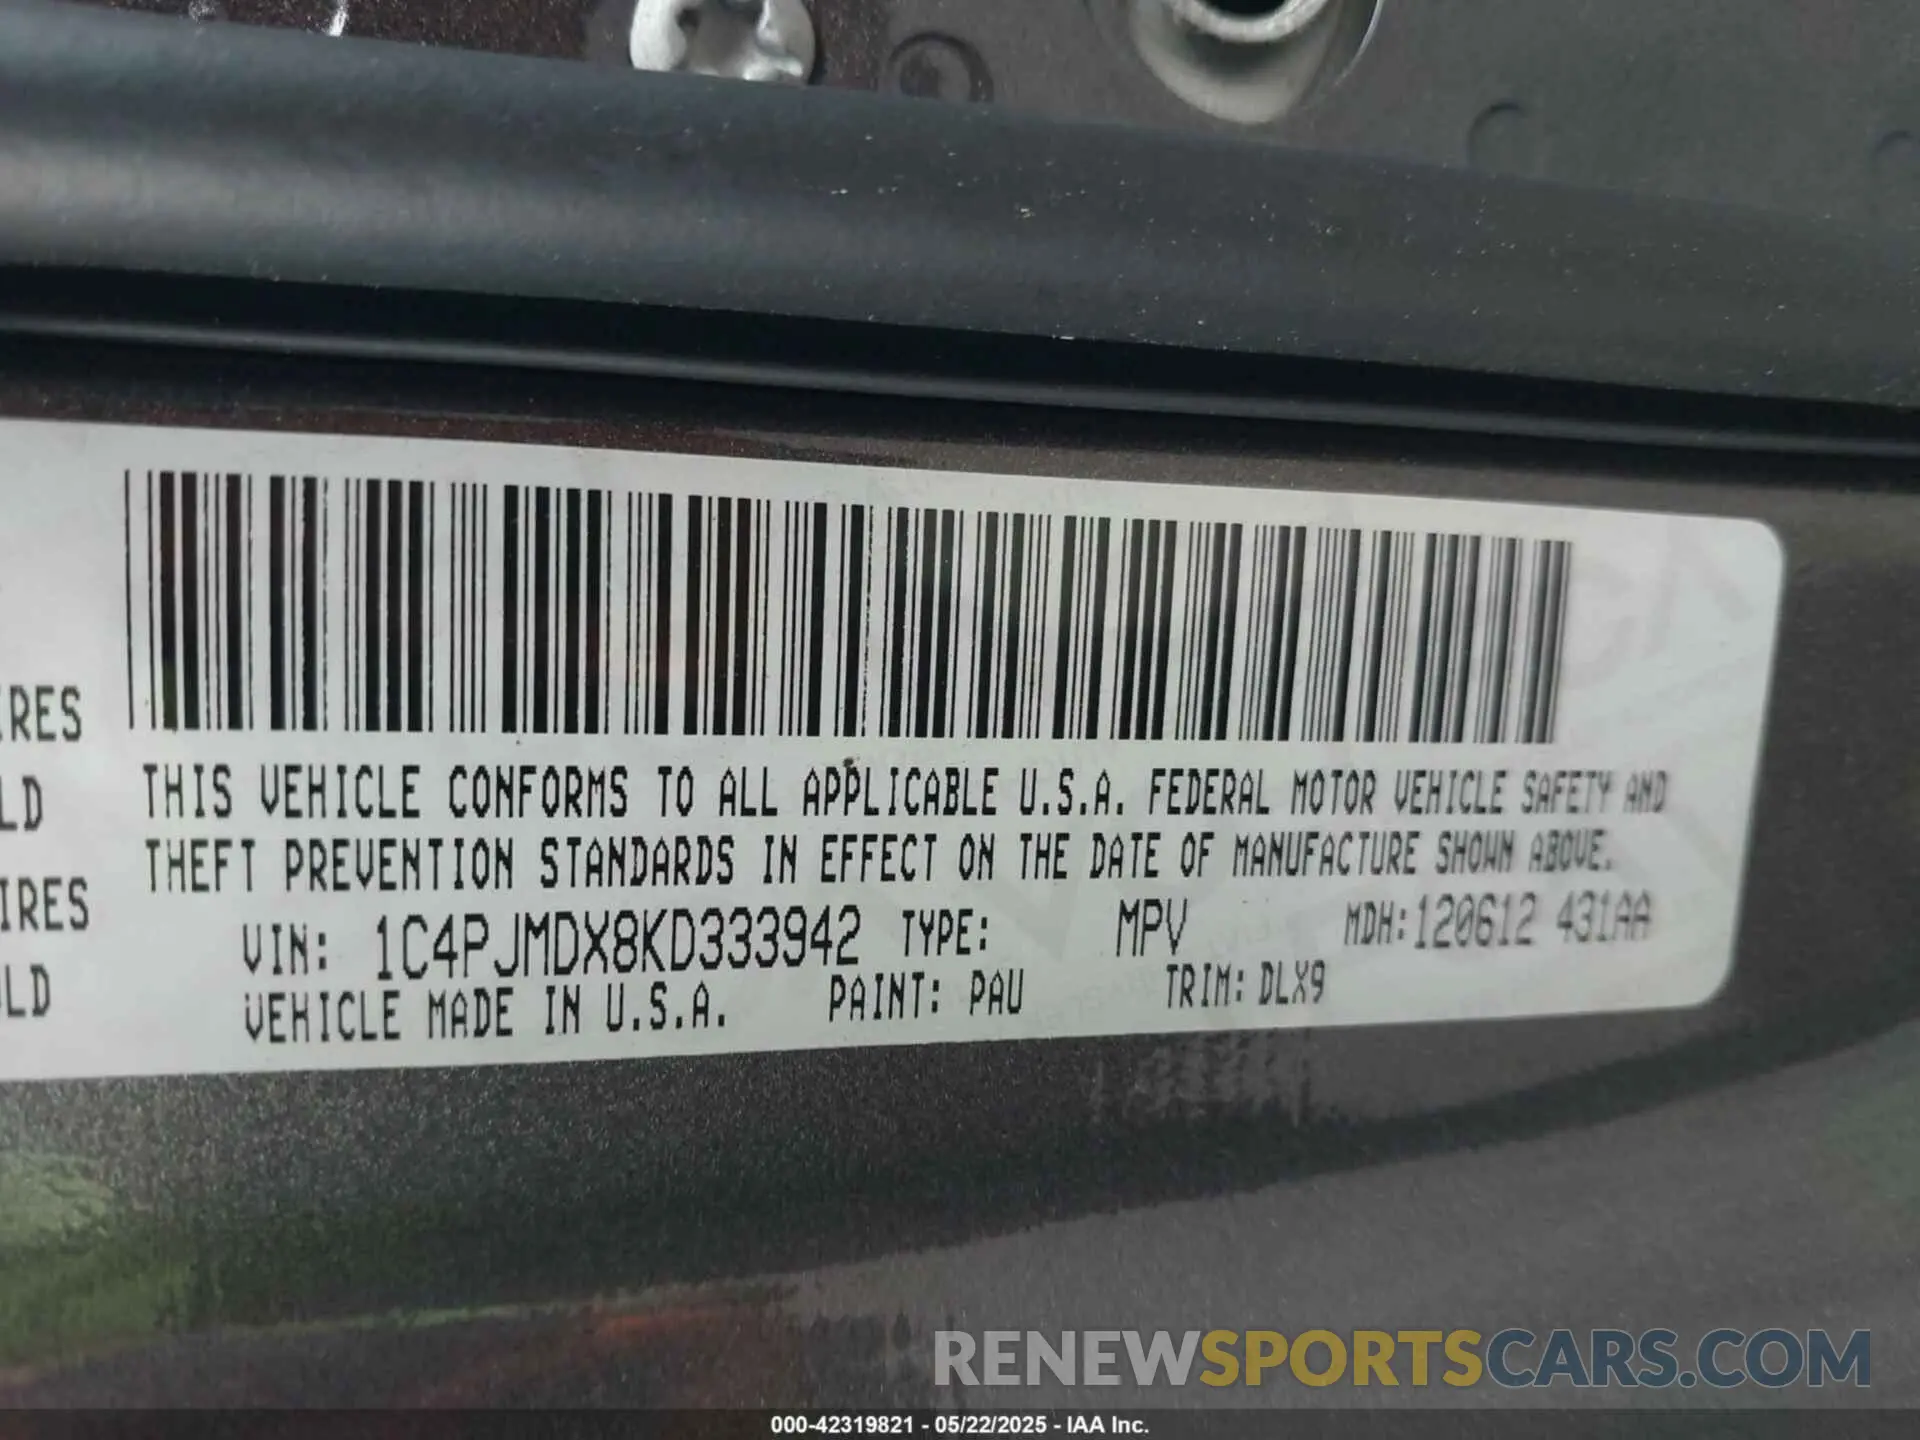 IRES
LD
THIS VEHICLE CONFORMS TO ALL APPLICABLE U.S.A. FEDERAL MOTOR VEHICLE SAFETY AND
THEFT PREVENTION STANDARDS IN EFFECT ON THE DATE OF MANUFACTURE SHOWN ABOVE.
IRES
VIN: 1C4PJMDX8KD333942 TYPE: MPV MDH:120612 431AA
LD
VEHICLE MADE IN U.S.A. PAINT: PAU TRIM: DLX9
RENEWSPORTSCARS.COM
000-42319821 - 05/22/2025 - IAA Inc.